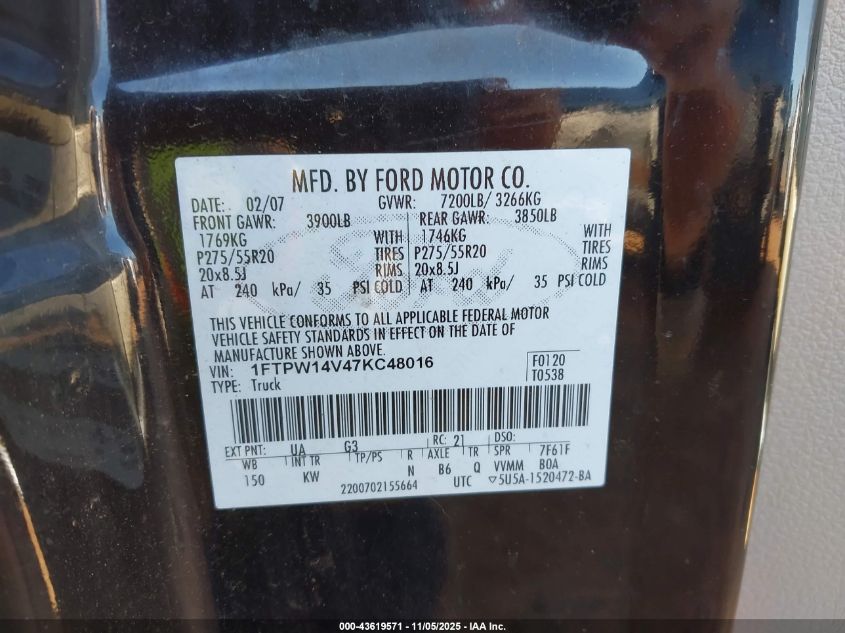 MFD. BY FORD MOTOR CO.
DATE: 02/07 GVWR: 7200LB/ 3266KG
FRONT GAWR: 3900LB REAR GAWR: 3850LB
1769KG WITH 1746KG WITH
P275/55R20 TIRES P275/55R20 TIRES
20x8.5J RIMS 20x8.5J RIMS
AT 240 kPa/ 35 PSI COLD AT 240 kPa/ 35 PSI COLD
THIS VEHICLE CONFORMS TO ALL APPLICABLE FEDERAL MOTOR
VEHICLE SAFETY STANDARDS IN EFFECT ON THE DATE OF
MANUFACTURE SHOWN ABOVE.
VIN: 1FTPW14V47KC48016 F0120
TYPE: Truck T0538
EXT PNT: UA G3 RC: 21 DSO:
WB INT TR TP/PS R AXLE TR SPR 7F61F
150 KW N B6 Q VVMM BOA
2200702155664 UTC ▽5U5A-1520472-BA
000-43619571 - 11/05/2025 - IAA Inc.